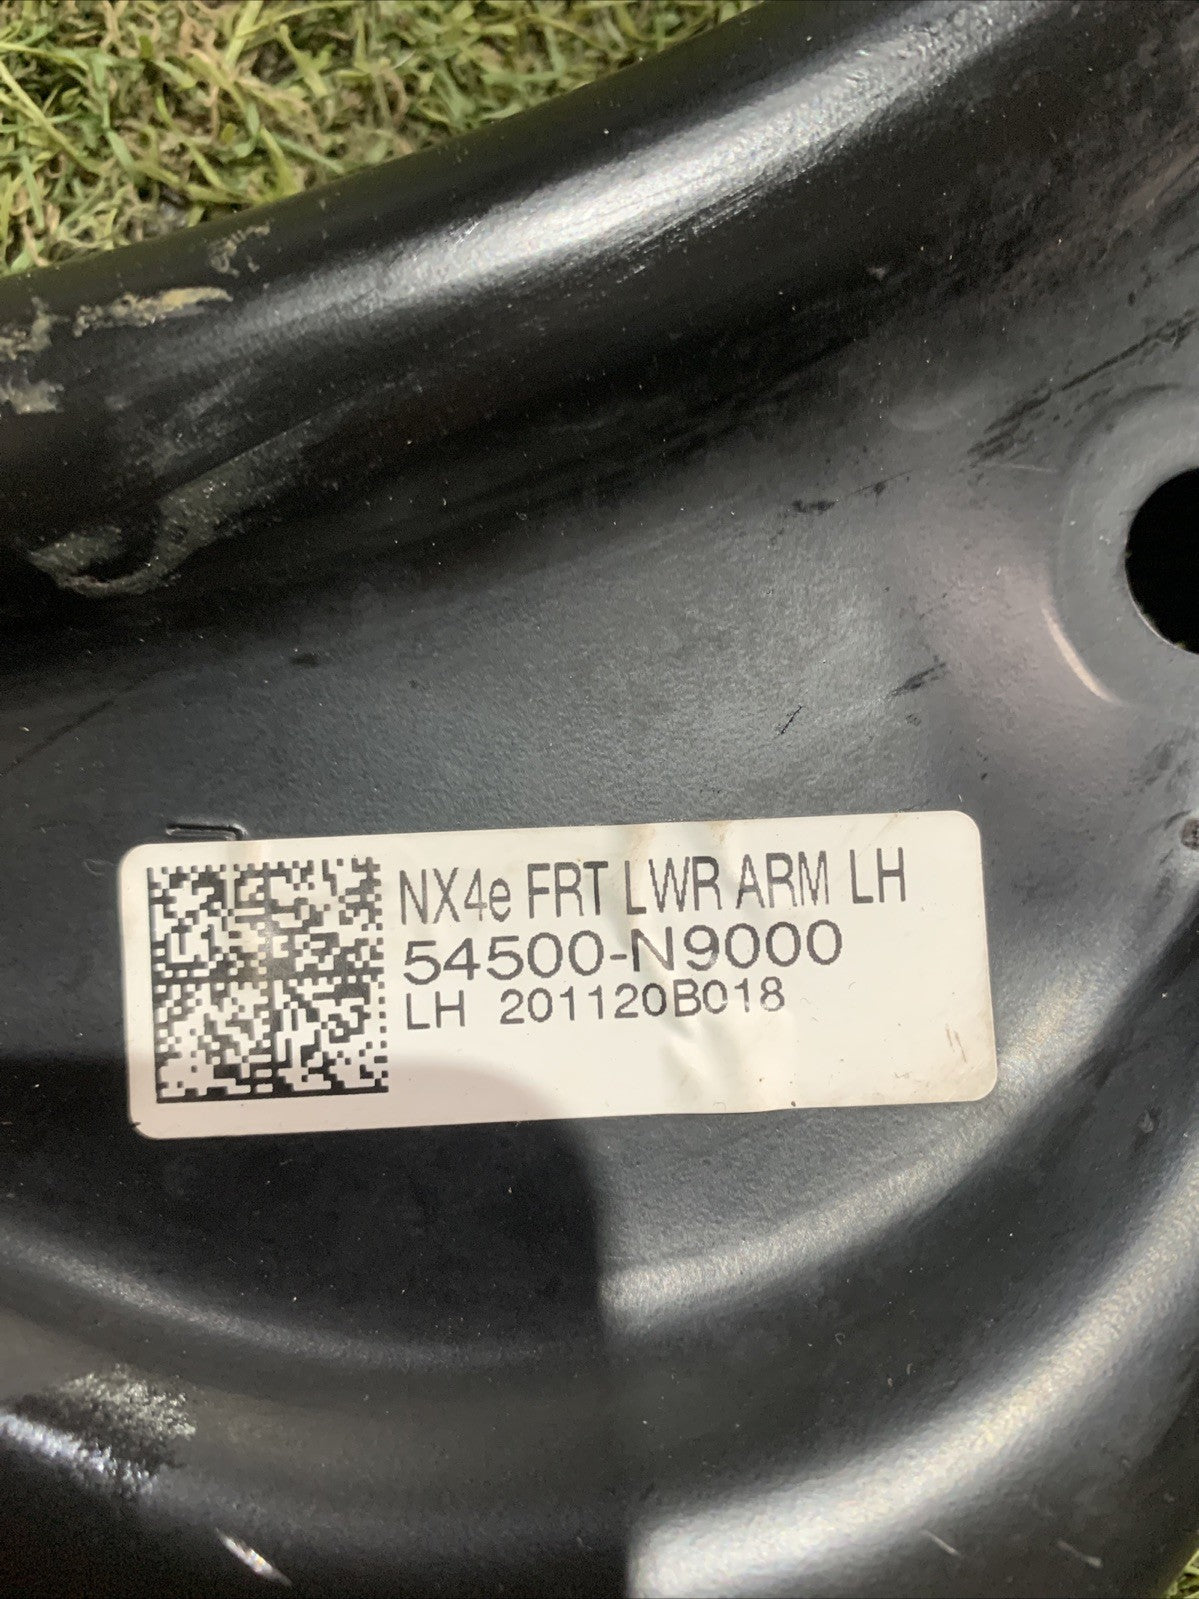 NX4e FRT LWR ARM LH
54500-N9000
LH 201120B018